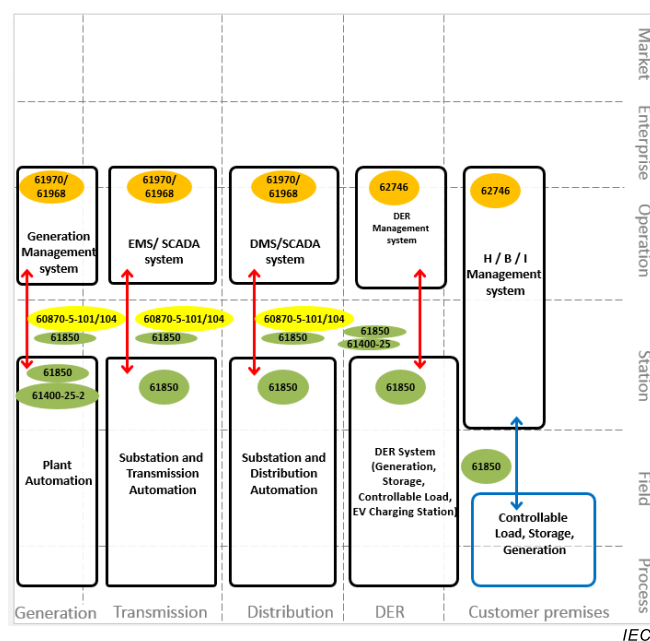 Market
Enterprise
Operation
Station
Field
Process
61970/
61968
Generation
Management
system
61970/
61968
EMS/ SCADA
system
61970/
61968
DMS/SCADA
system
62746
DER
Management
system
62746
H / B / I
Management
system
60870-5-101/104
61850
60870-5-101/104
61850
60870-5-101/104
61850
61850
61400-25
61850
61400-25-2
Plant
Automation
61850
Substation and
Transmission
Automation
61850
Substation and
Distribution
Automation
61850
DER System
(Generation,
Storage,
Controllable Load,
EV Charging Station)
61850
Controllable
Load, Storage,
Generation
Generation
Transmission
Distribution
DER
Customer premises
IEC